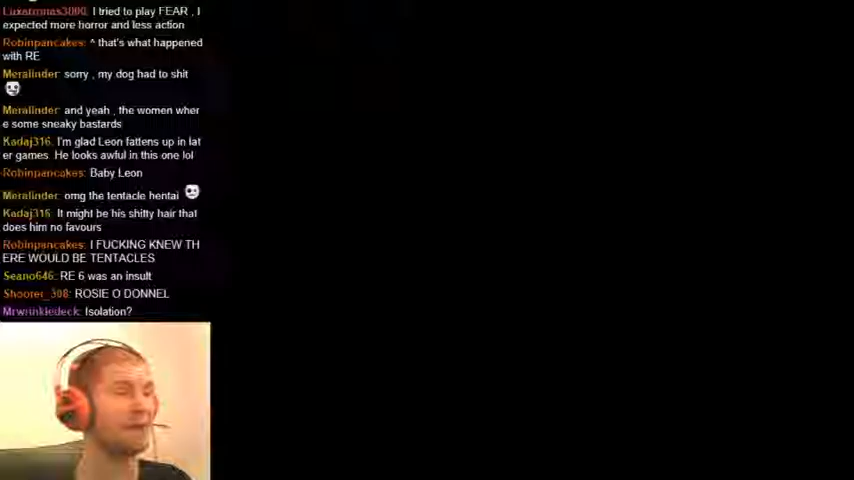 Luxanimas3000: I tried to play FEAR , I
expected more horror and less action
Robinpancakes: ^ that's what happened
with RE
Meralinder: sorry , my dog had to shit
Meralinder: and yeah , the women wher
e some sneaky bastards
Kadaj316: I'm glad Leon fattens up in lat
er games. He looks awful in this one lol
Robinpancakes: Baby Leon
Meralinder: omg the tentacle hentai
Kadaj316: It might be his shitty hair that
does him no favours
Robinpancakes: I FUCKING KNEW TH
ERE WOULD BE TENTACLES
Seano646: RE 6 was an insult
Shooter_308: ROSIE O DONNEL
Mrwrinkledeck: Isolation?